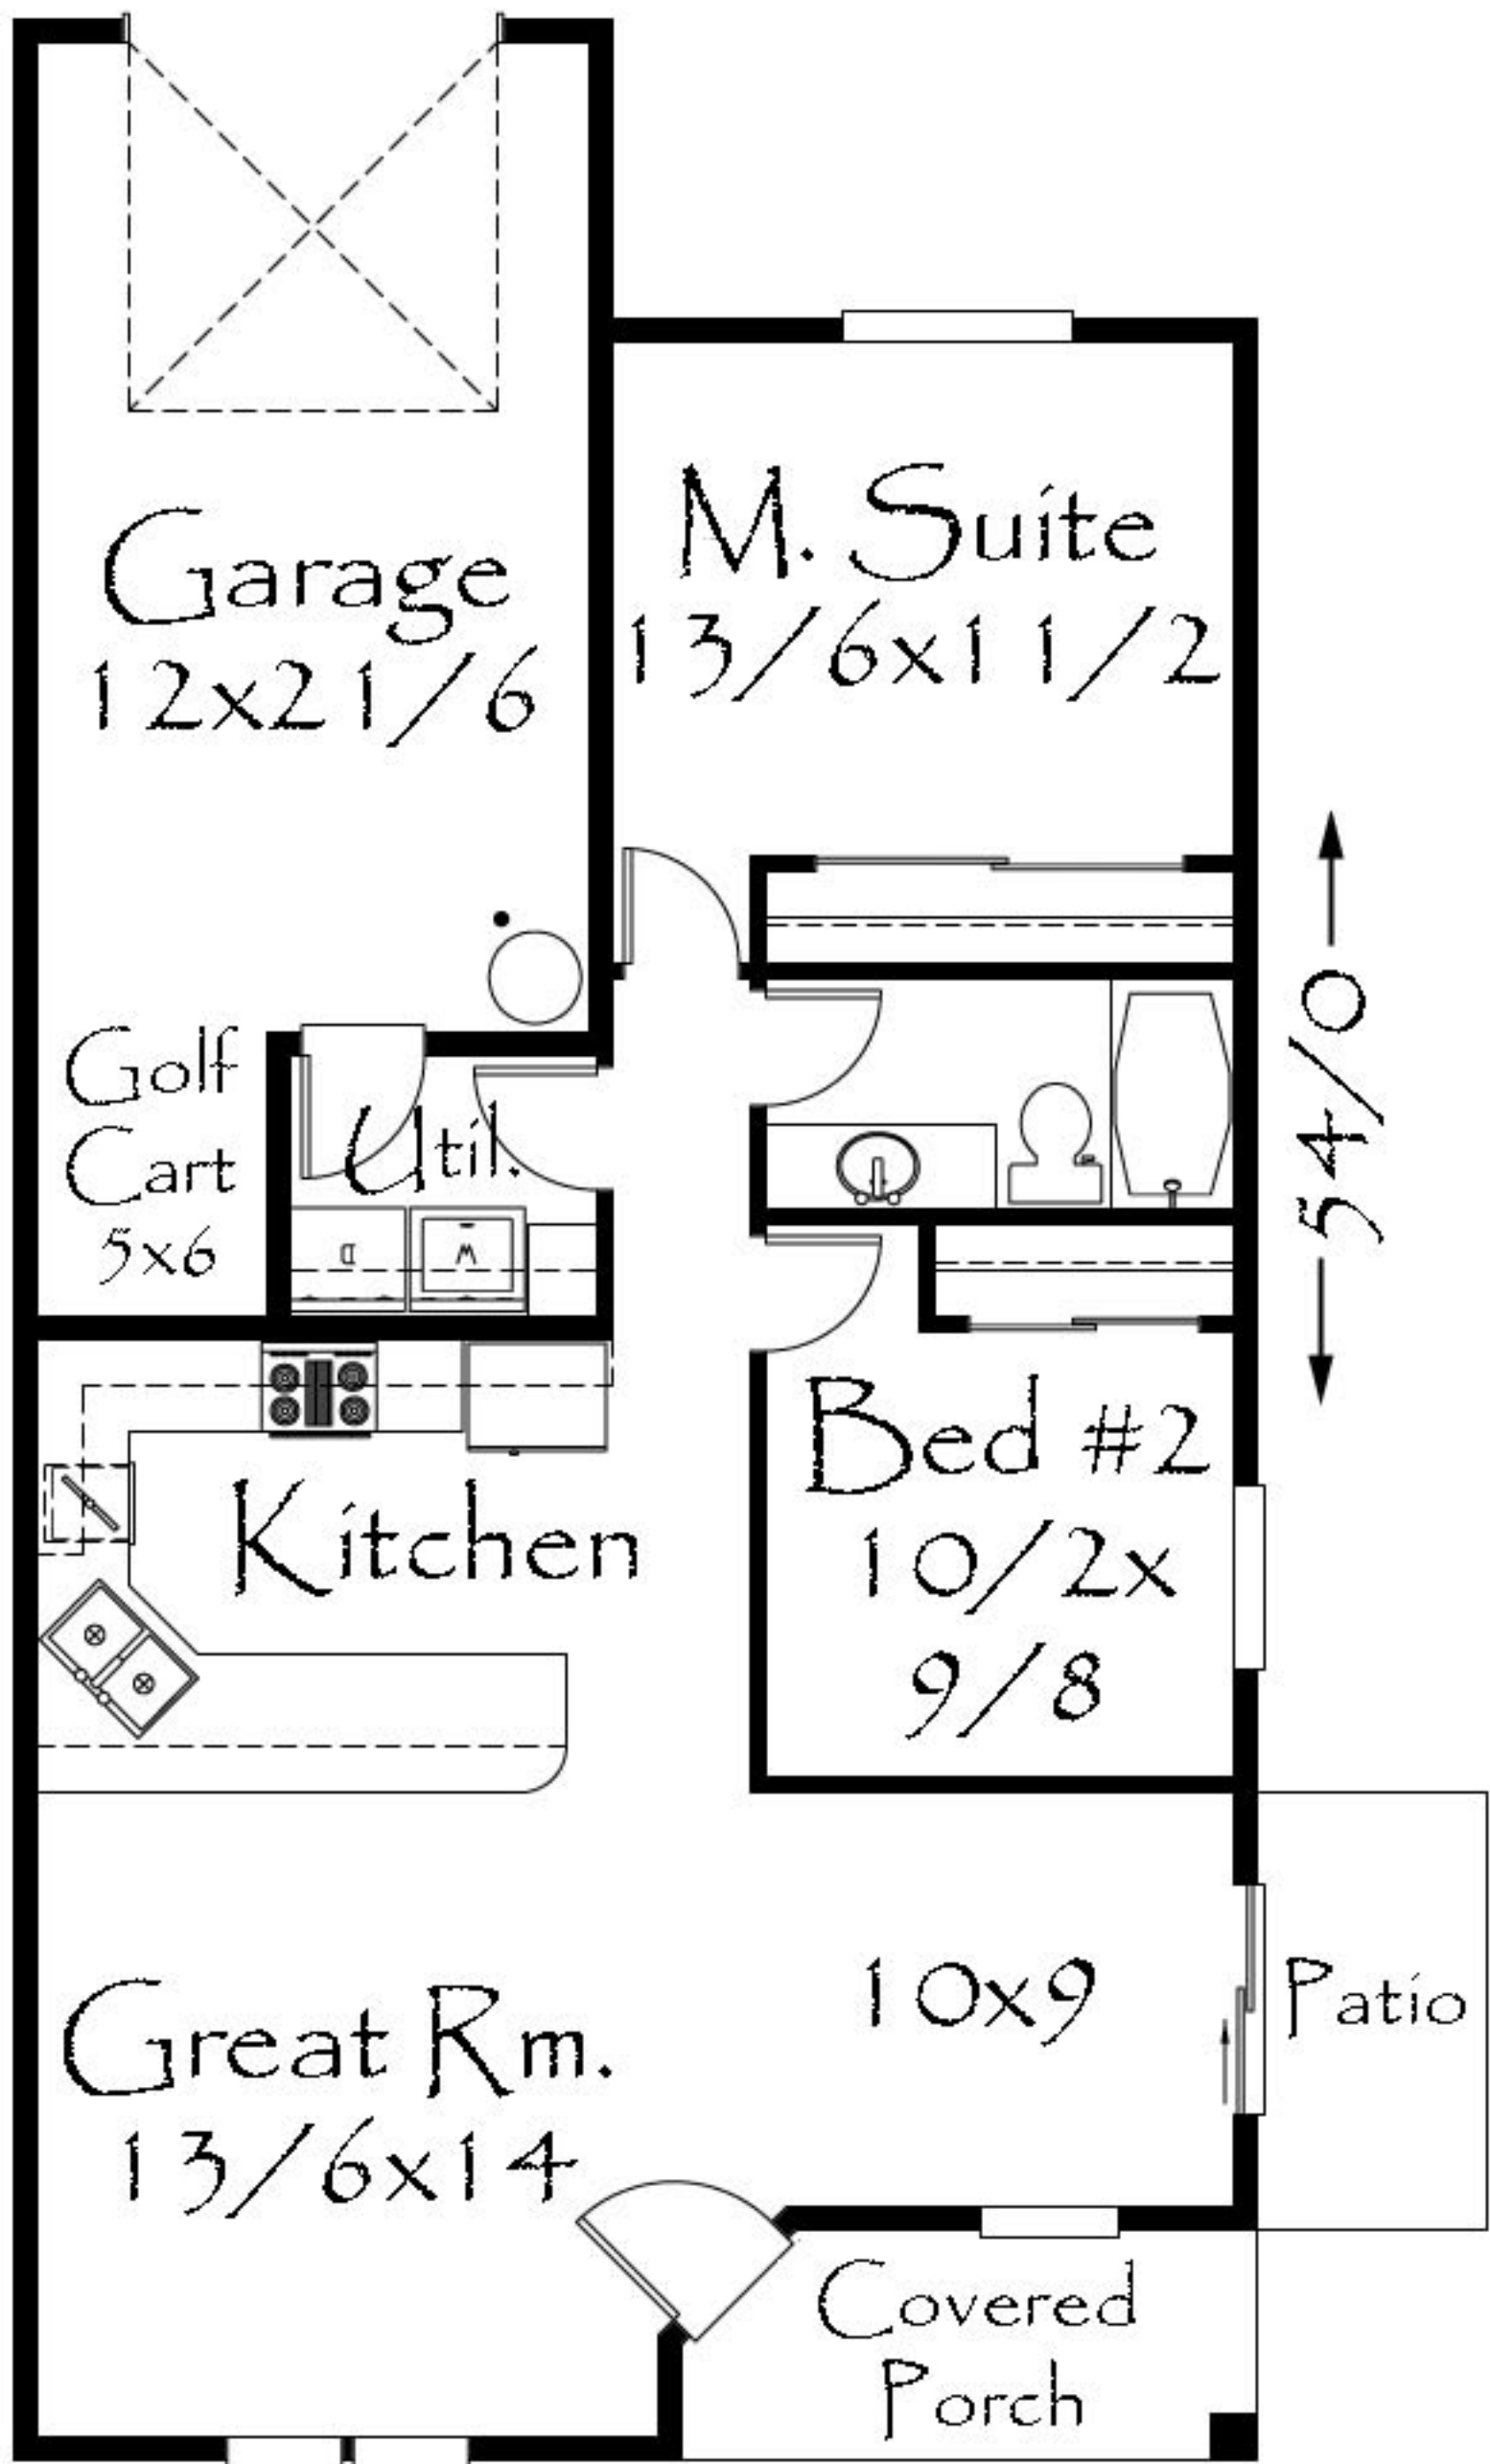 Garage
12x21/6
M. Suite
13/6x11/2
Golf
Cart
5x6
Util.
D
W
54/0
Kitchen
Bed #2
10/2x
9/8
Great Rm.
13/6x14
10x9
Patio
Covered
Porch